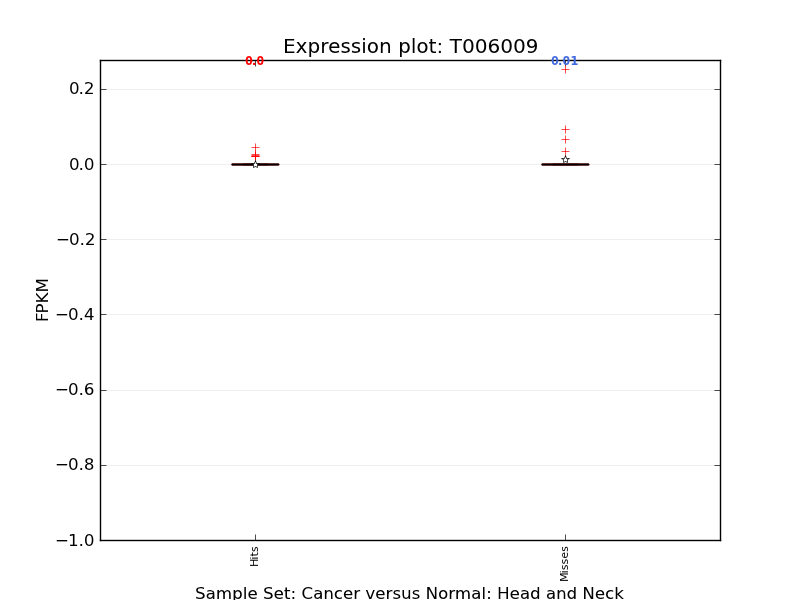 Expression plot: T006009
0.0
0.01
0.2
0.0
−0.2
−0.4
−0.6
−0.8
−1.0
FPKM
Hits
Misses
Sample Set: Cancer versus Normal: Head and Neck